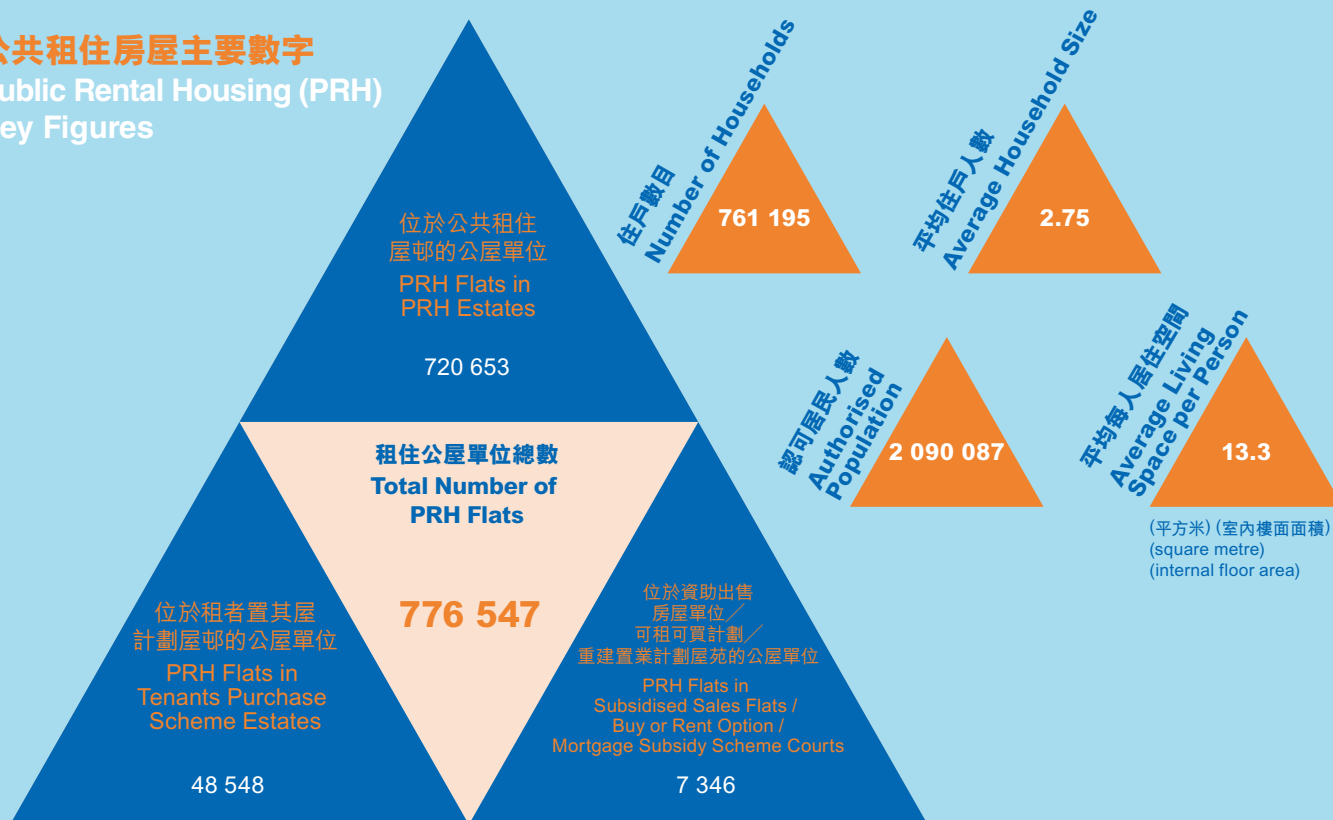 公共租住房屋主要數字
ublic Rental Housing (PRH)
ey Figures
位於公共租住
屋邨的公屋單位
PRH Flats in
PRH Estates
720 653
租住公屋單位總數
Total Number of
PRH Flats
776 547
位於租者置其屋
計劃屋邨的公屋單位
PRH Flats in
Tenants Purchase
Scheme Estates
48 548
位於資助出售
房屋單位／
可租可買計劃／
重建置業計劃屋苑的公屋單位
PRH Flats in
Subsidised Sales Flats /
Buy or Rent Option /
Mortgage Subsidy Scheme Courts
7 346
住戶數目
Number of Households
761 195
平均住戶人數
Average Household Size
2.75
認可居民人數
Authorised
Population
2 090 087
平均每人居住空間
Average Living
Space per Person
13.3
(平方米) (室內樓面面積)
(square metre)
(internal floor area)